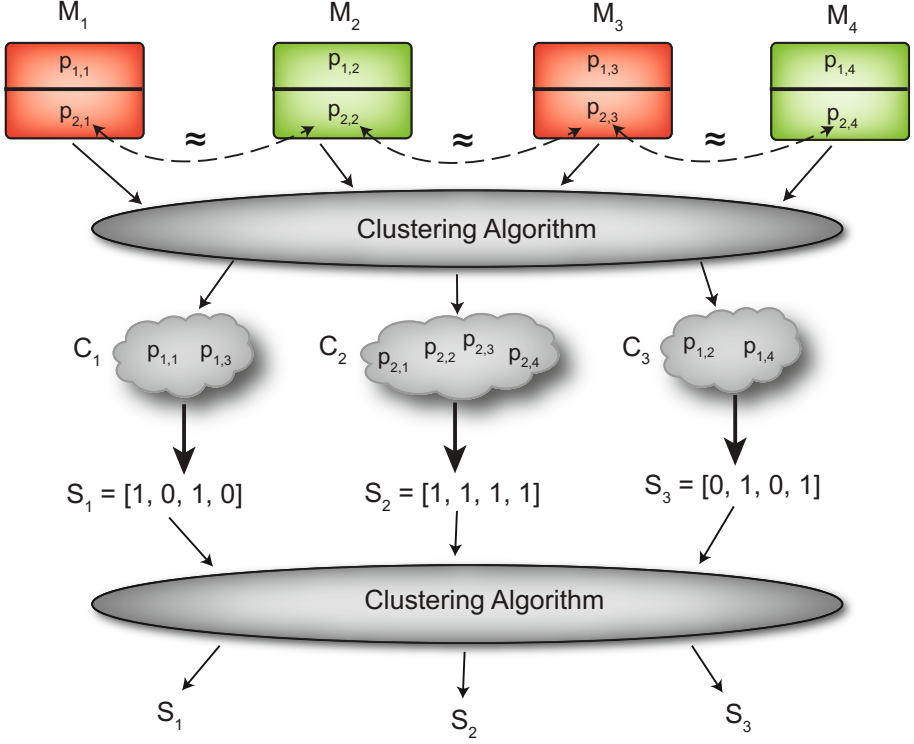 M₁ M₂ M₃ M₄
p₁,₁ p₁,₂ p₁,₃ p₁,₄
p₂,₁ p₂,₂ p₂,₃ p₂,₄
≈ ≈ ≈
Clustering Algorithm
C₁ p₁,₁ p₁,₃ C₂ p₂,₁ p₂,₂ p₂,₃ p₂,₄ C₃ p₁,₂ p₁,₄
S₁ = [1, 0, 1, 0] S₂ = [1, 1, 1, 1] S₃ = [0, 1, 0, 1]
Clustering Algorithm
S₁ S₂ S₃